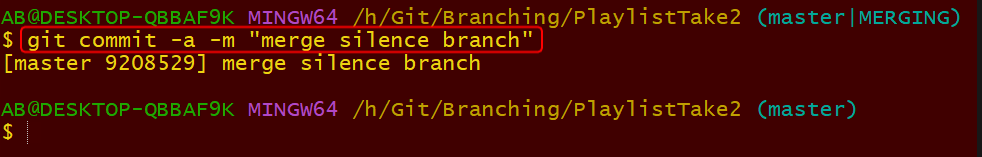 AB@DESKTOP-QBBAF9K MINGW64 /h/Git/Branching/PlaylistTake2 (master|MERGING)
$ git commit -a -m "merge silence branch"
[master 9208529] merge silence branch
AB@DESKTOP-QBBAF9K MINGW64 /h/Git/Branching/PlaylistTake2 (master)
$